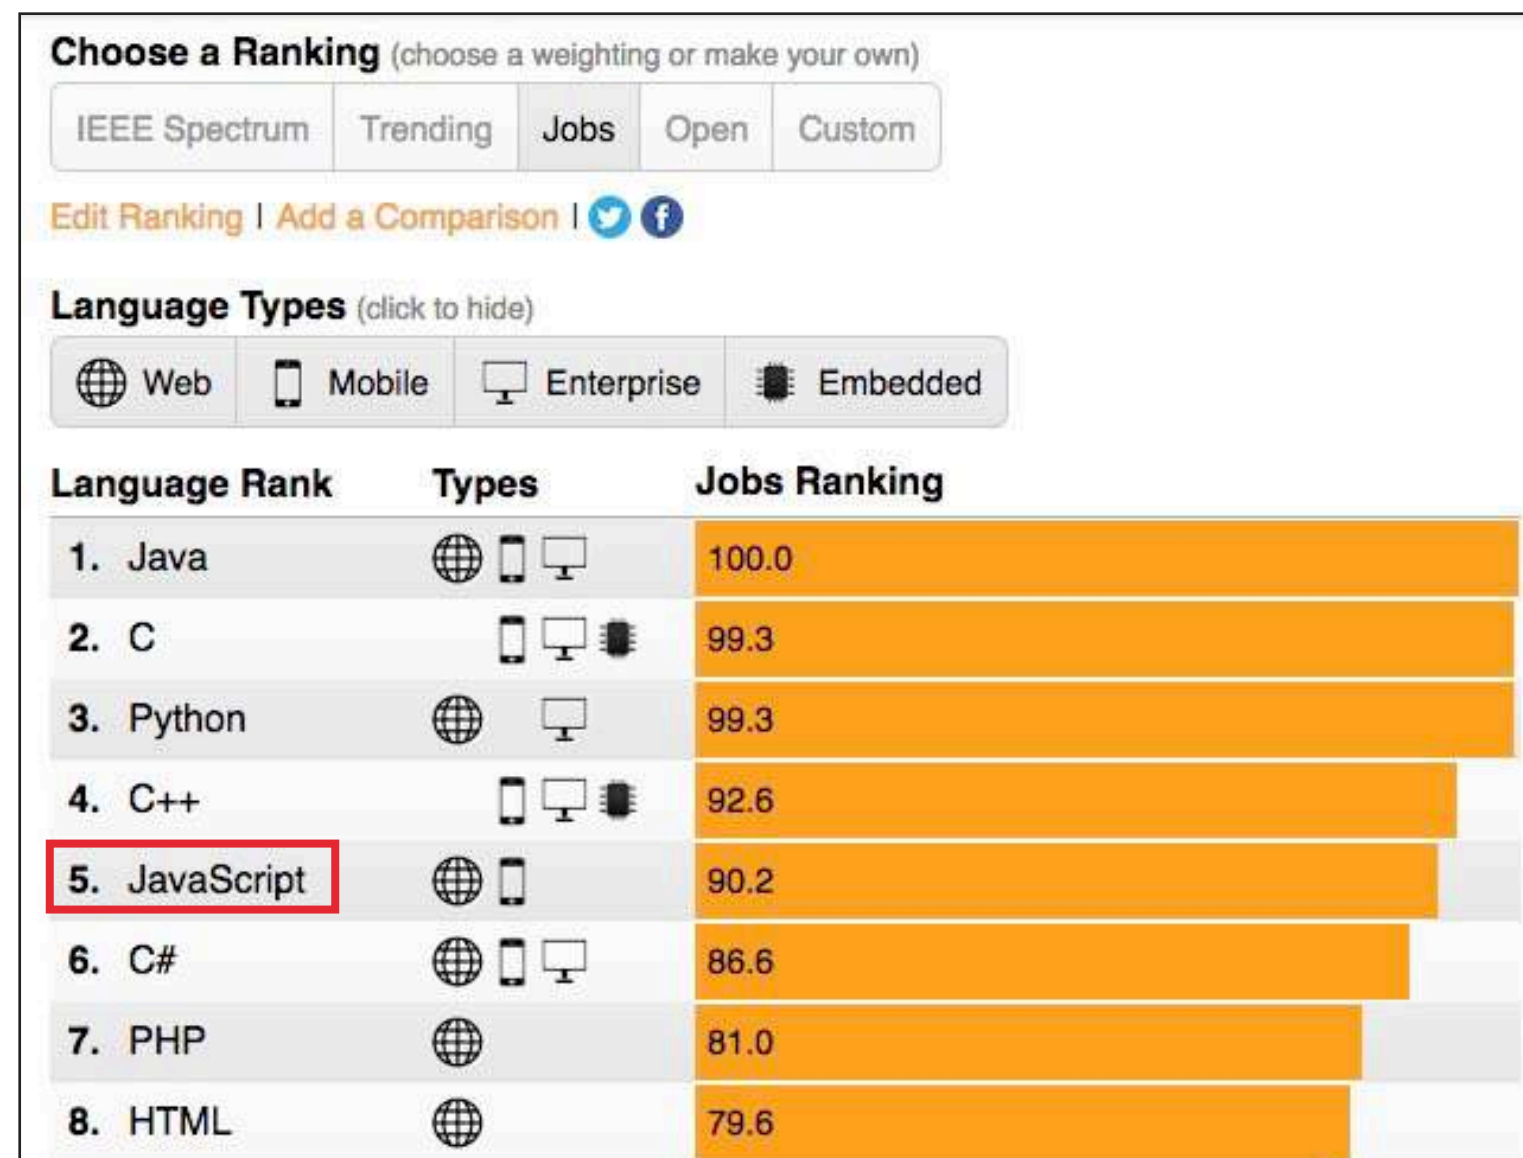 Choose a Ranking (choose a weighting or make your own)
IEEE Spectrum Trending Jobs Open Custom
Edit Ranking | Add a Comparison |
Language Types (click to hide)
Web Mobile Enterprise Embedded
Language Rank Types Jobs Ranking
1. Java 100.0
2. C 99.3
3. Python 99.3
4. C++ 92.6
5. JavaScript 90.2
6. C# 86.6
7. PHP 81.0
8. HTML 79.6